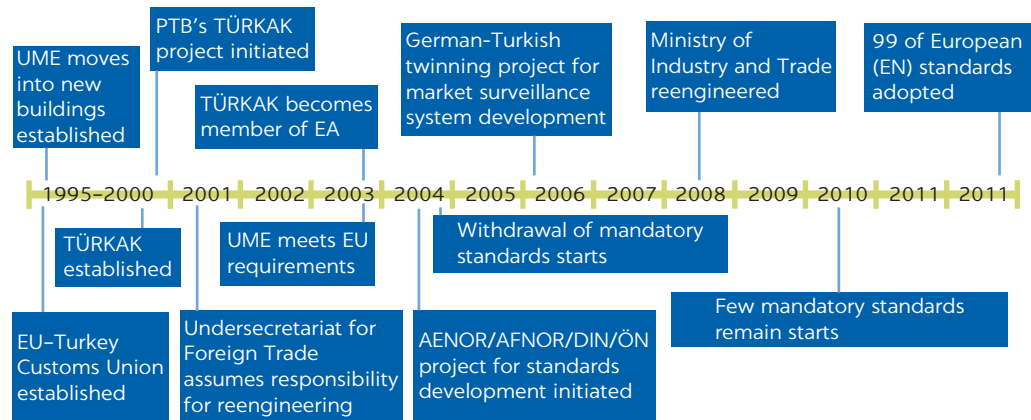 PTB's TÜRKAK
project initiated
UME moves
into new
buildings
established
TÜRKAK becomes
member of EA
German-Turkish
twinning project for
market surveillance
system development
Ministry of
Industry and Trade
reengineered
99 of European
(EN) standards
adopted
1995–2000 2001 2002 2003 2004 2005 2006 2007 2008 2009 2010 2011 2011
TÜRKAK
established
UME meets EU
requirements
Withdrawal of mandatory
standards starts
EU–Turkey
Customs Union
established
Undersecretariat for
Foreign Trade
assumes responsibility
for reengineering
AENOR/AFNOR/DIN/ÖN
project for standards
development initiated
Few mandatory standards
remain starts